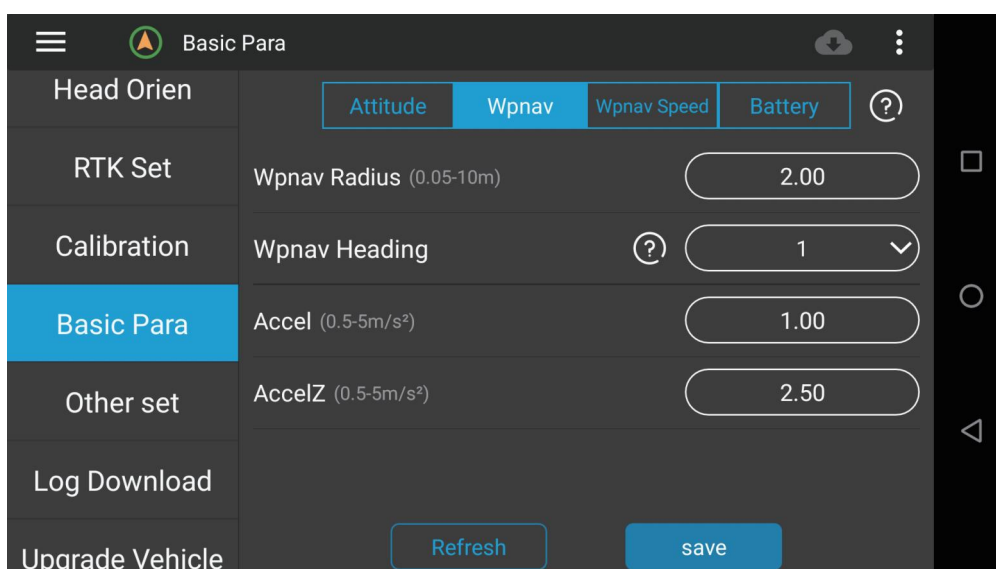 Basic Para
Head Orien
RTK Set
Calibration
Basic Para
Other set
Log Download
Upgrade Vehicle
Attitude Wpnav Wpnav Speed Battery ?
Wpnav Radius (0.05-10m) 2.00
Wpnav Heading ? 1
Accel (0.5-5m/s²) 1.00
AccelZ (0.5-5m/s²) 2.50
Refresh save